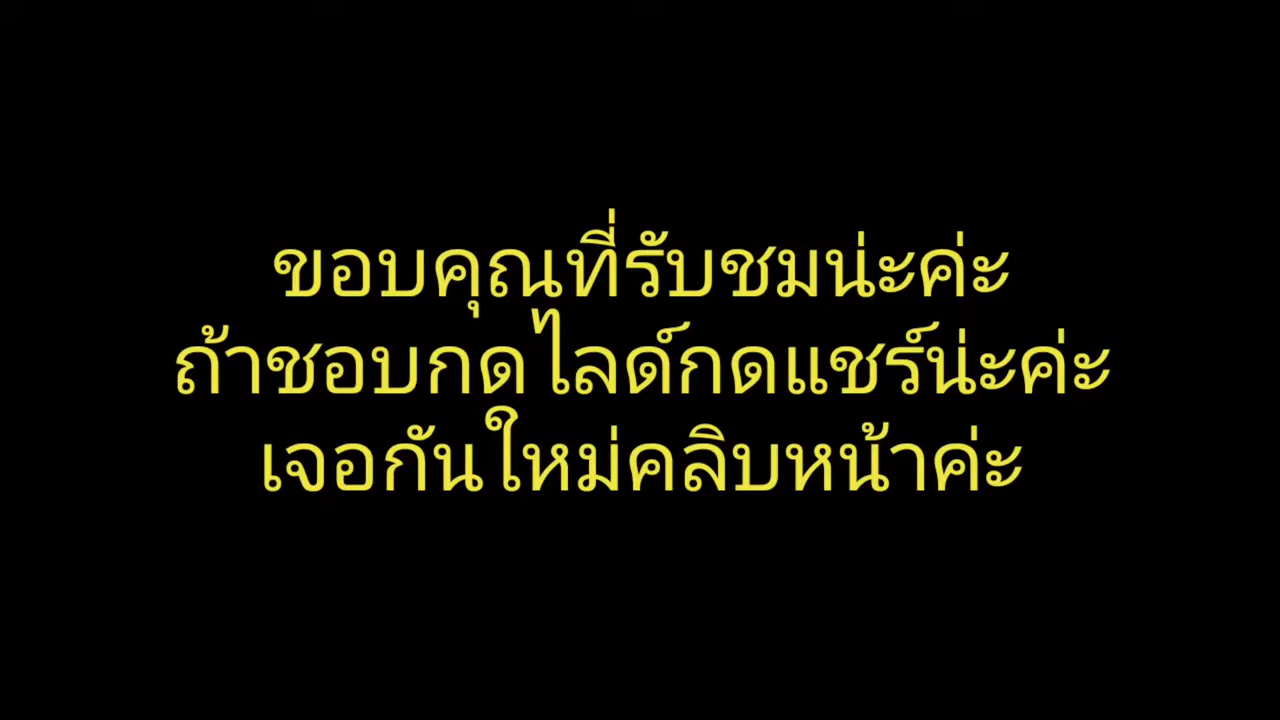 ขอบคุณที่รับชมน่ะค่ะ
ถ้าชอบกดไลด์กดแชร์น่ะค่ะ
เจอกันใหม่คลิบหน้าค่ะ